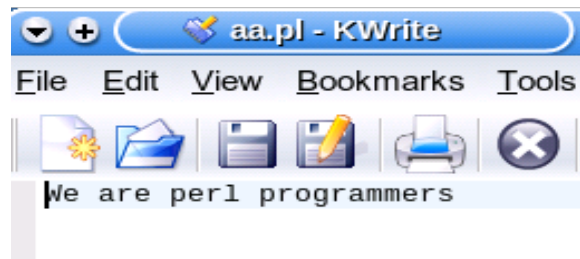 aa.pl - KWrite
File Edit View Bookmarks Tools
We are perl programmers